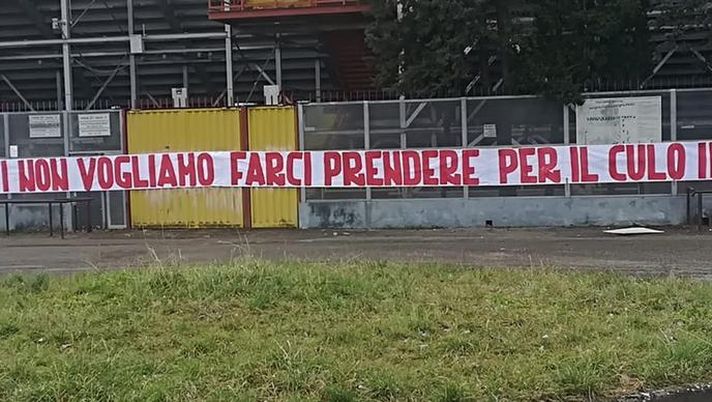 I NON VOGLIAMO FARCI PRENDERE PER IL CULO I